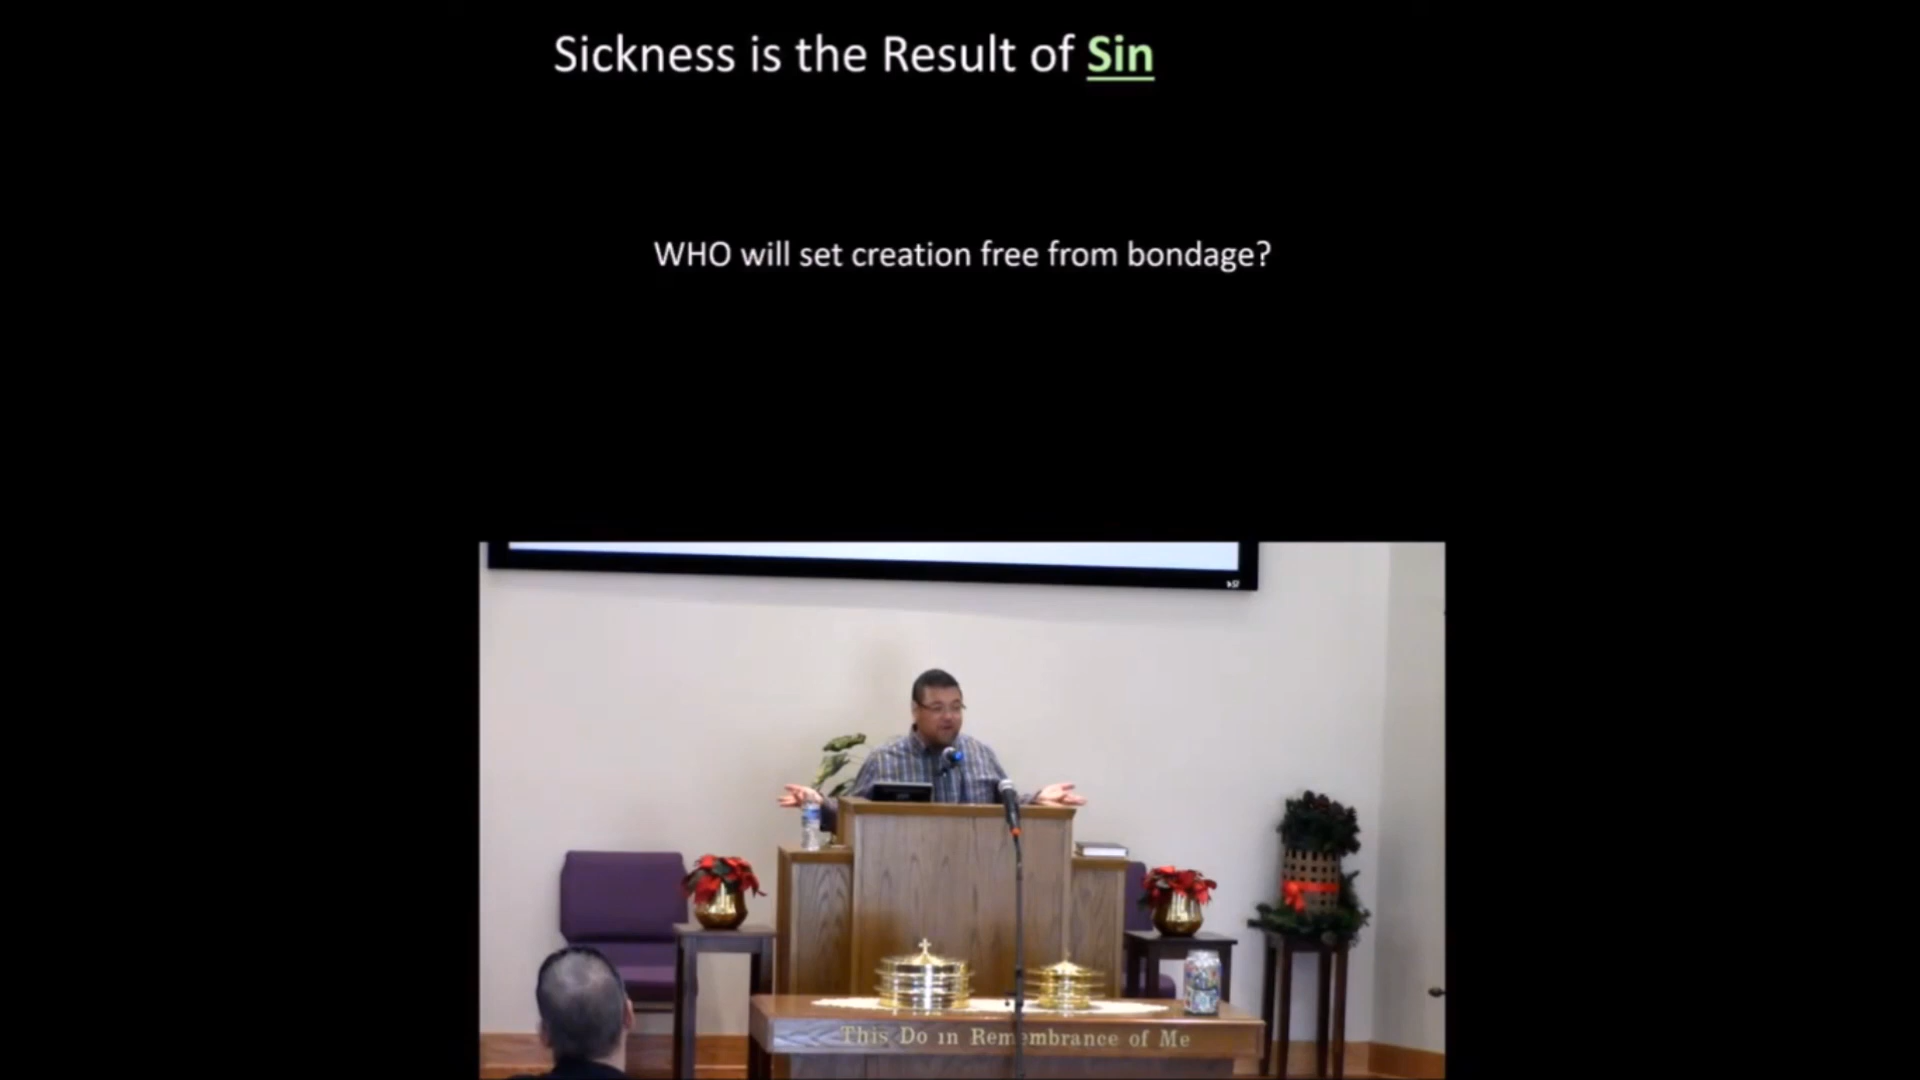 Sickness is the Result of Sin
WHO will set creation free from bondage?
This Do in Remembrance of Me